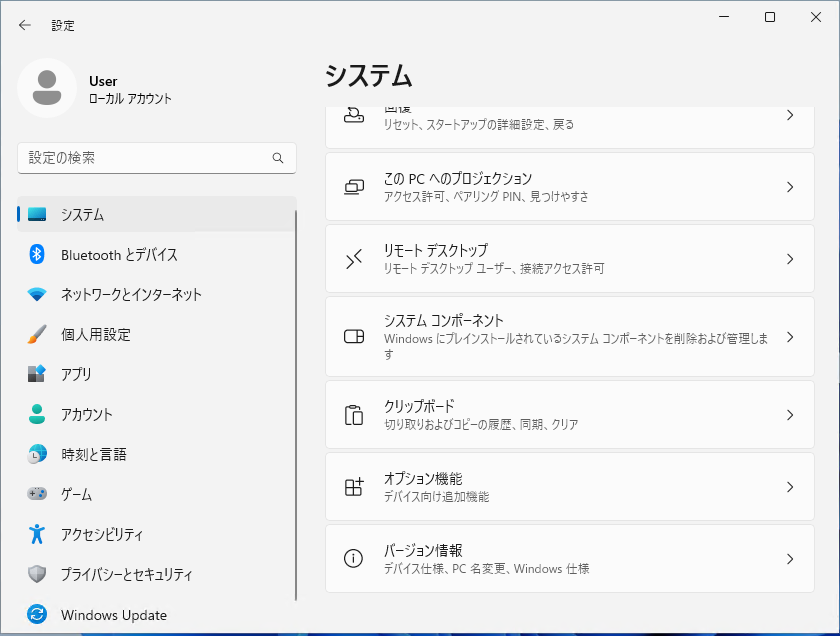 設定
User
ローカル アカウント
設定の検索
システム
Bluetooth とデバイス
ネットワークとインターネット
個人用設定
アプリ
アカウント
時刻と言語
ゲーム
アクセシビリティ
プライバシーとセキュリティ
Windows Update
システム
回復
リセット、スタートアップの詳細設定、戻る
この PC へのプロジェクション
アクセス許可、ペアリング PIN、見つけやすさ
リモート デスクトップ
リモート デスクトップ ユーザー、接続アクセス許可
システム コンポーネント
Windows にプレインストールされているシステム コンポーネントを削除および管理しま
す
クリップボード
切り取りおよびコピーの履歴、同期、クリア
オプション機能
デバイス向け追加機能
バージョン情報
デバイス仕様、PC 名変更、Windows 仕様